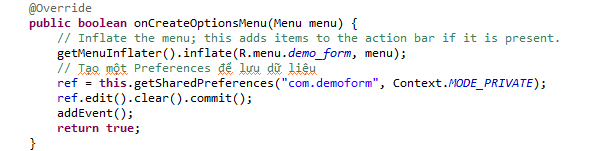 @Override
public boolean onCreateOptionsMenu(Menu menu) {
// Inflate the menu; this adds items to the action bar if it is present.
getMenuInflater().inflate(R.menu.demo_form, menu);
// Tạo một Preferences để lưu dữ liệu
ref = this.getSharedPreferences("com.demoform", Context.MODE_PRIVATE);
ref.edit().clear().commit();
addEvent();
return true;
}